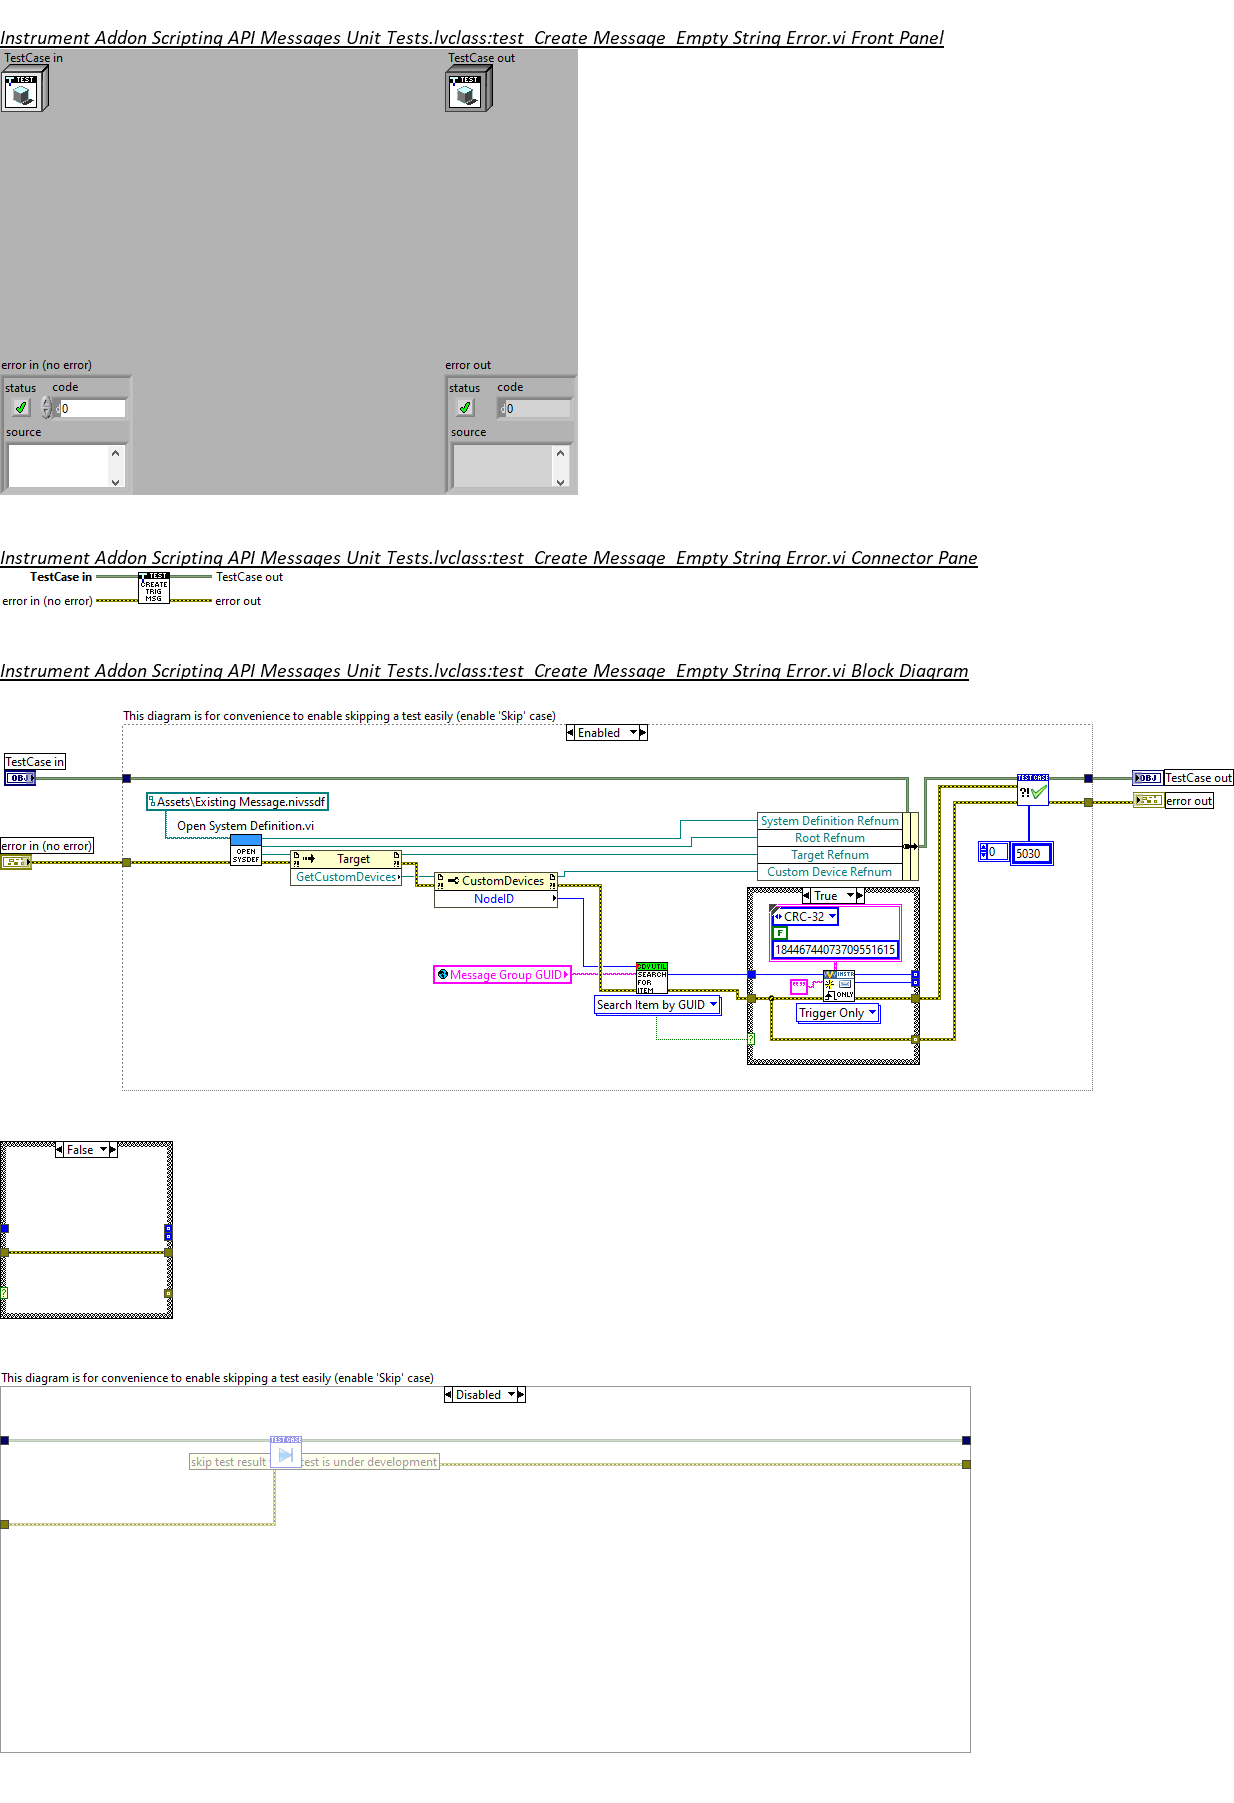 Instrument Addon Scripting API Messages Unit Tests.lvclass:test_Create Message_Empty String Error.vi Front Panel
TestCase in
TestCase out
TEST
TEST
error in (no error)
error out
status
code
status
code
0
0
source
source
Instrument Addon Scripting API Messages Unit Tests.lvclass:test_Create Message_Empty String Error.vi Connector Pane
TestCase in
TEST
CREATE
TRIG
MSG
TestCase out
error in (no error)
error out
Instrument Addon Scripting API Messages Unit Tests.lvclass:test_Create Message_Empty String Error.vi Block Diagram
This diagram is for convenience to enable skipping a test easily (enable 'Skip' case)
Enabled
TestCase in
OBJ
TEST CASE
OBJ
TestCase out
Assets\Existing Message.nivssdf
error out
Open System Definition.vi
System Definition Refnum
Root Refnum
error in (no error)
OPEN
SYSDEF
Target
Target Refnum
0
5030
GetCustomDevices
Custom Device Refnum
CustomDevices
NodeID
True
CRC-32
F
18446744073709551615
Message Group GUID
SEARCH
FOR
ITEM
INSTR
ONLY
Search Item by GUID
Trigger Only
?
False
?
This diagram is for convenience to enable skipping a test easily (enable 'Skip' case)
Disabled
TEST CASE
skip test result
test is under development